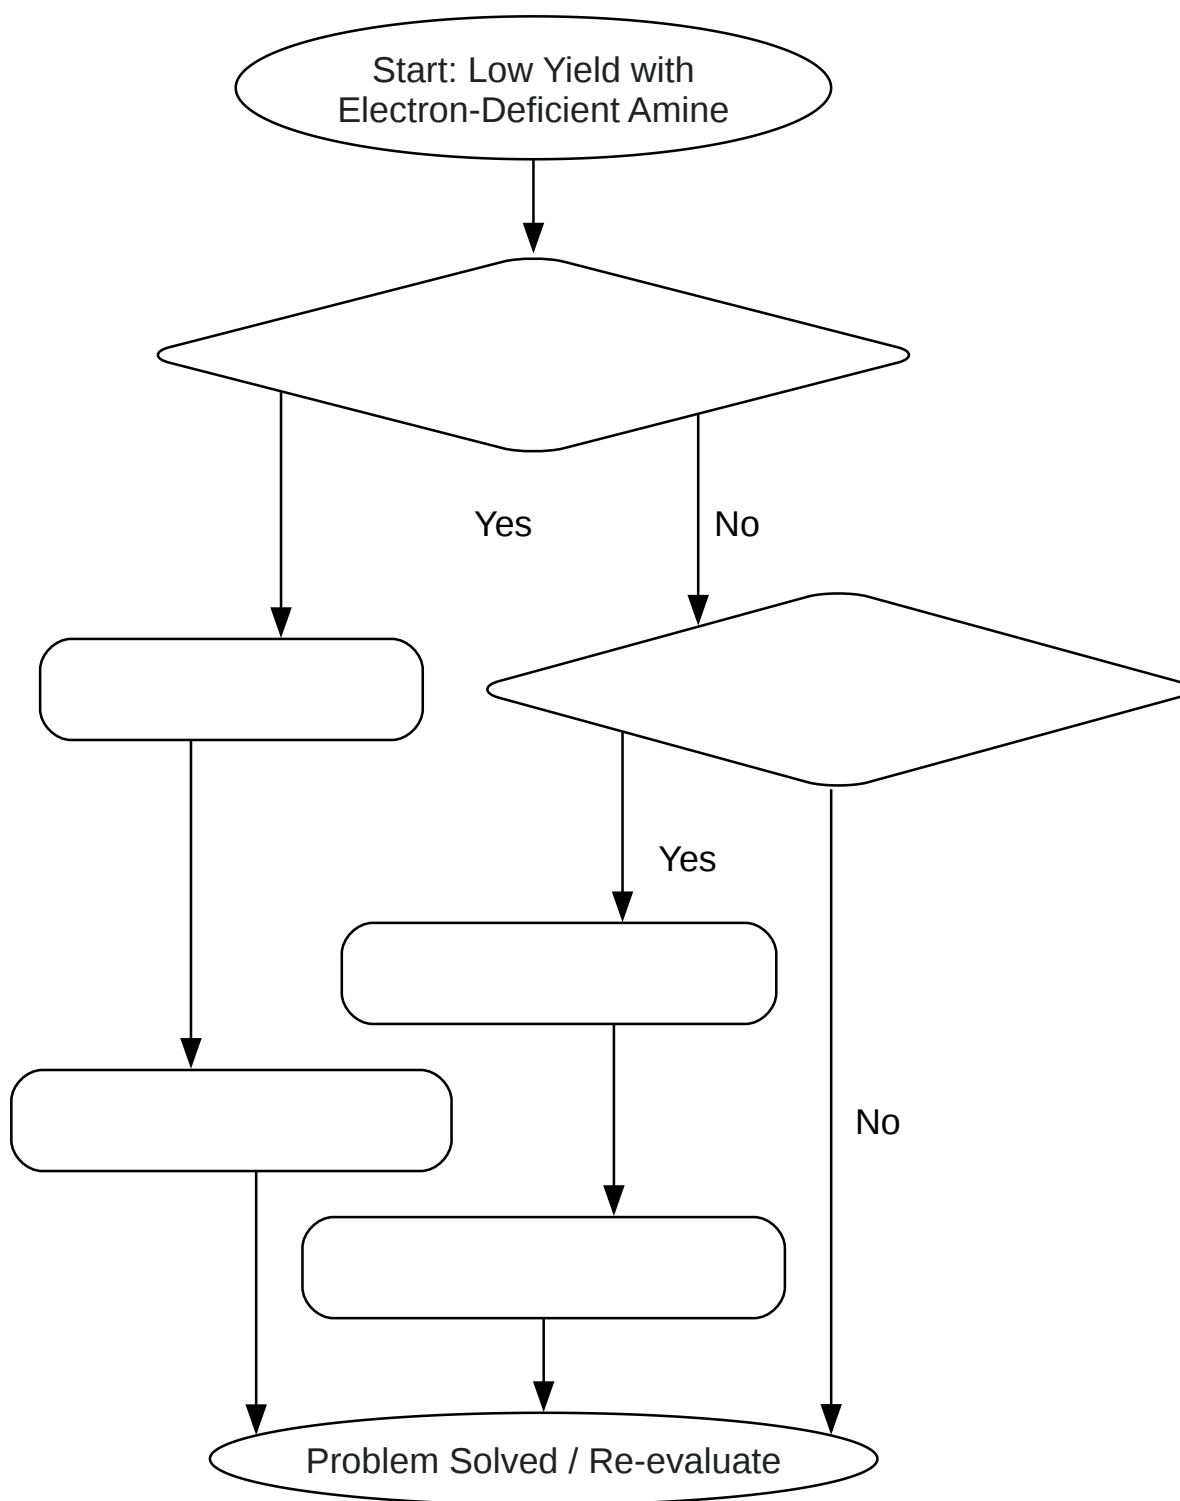 Start: Low Yield with
Electron-Deficient Amine
Yes
No
Yes
No
Problem Solved / Re-evaluate